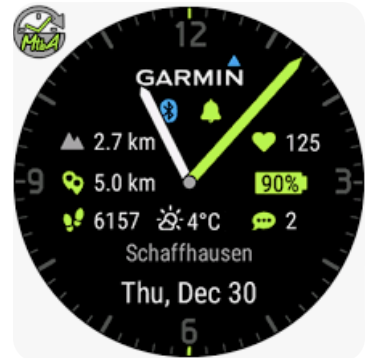 MtbA
12
GARMIN
2.7 km 125
9 5.0 km 90% 3
6157 4°C 2
Schaffhausen
Thu, Dec 30
6